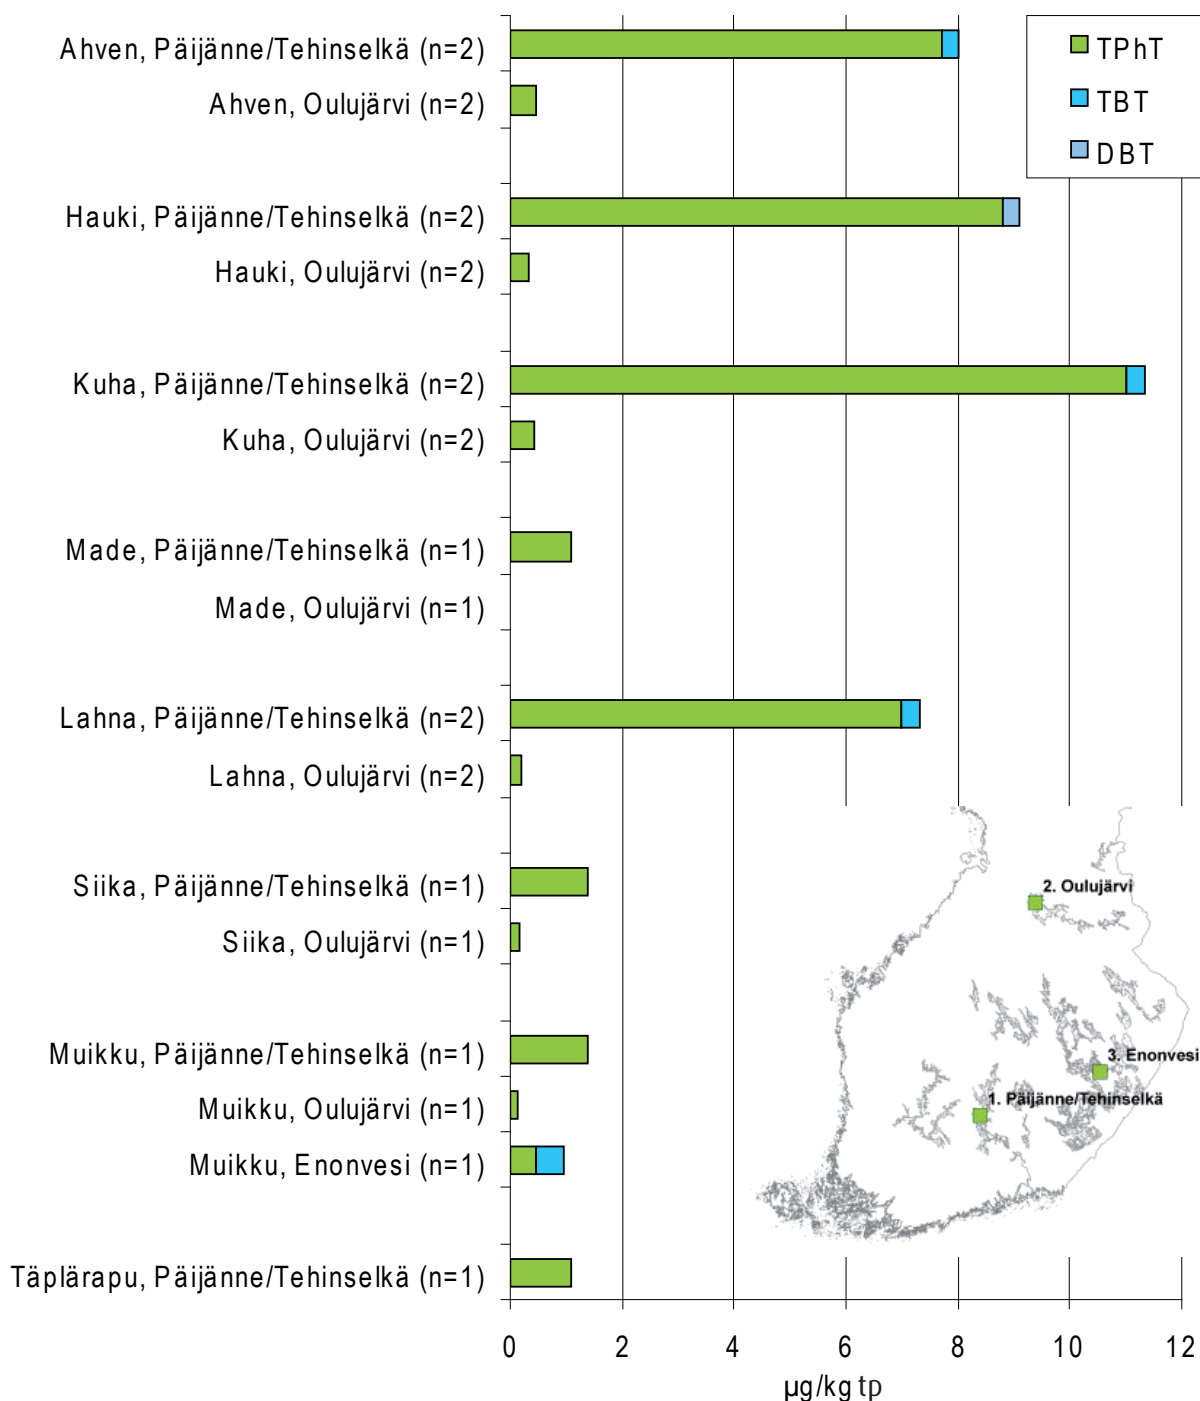 Ahven, Päijänne/Tehinselkä (n=2)
Ahven, Oulujärvi (n=2)
Hauki, Päijänne/Tehinselkä (n=2)
Hauki, Oulujärvi (n=2)
Kuha, Päijänne/Tehinselkä (n=2)
Kuha, Oulujärvi (n=2)
Made, Päijänne/Tehinselkä (n=1)
Made, Oulujärvi (n=1)
Lahna, Päijänne/Tehinselkä (n=2)
Lahna, Oulujärvi (n=2)
Siika, Päijänne/Tehinselkä (n=1)
Siika, Oulujärvi (n=1)
Muikku, Päijänne/Tehinselkä (n=1)
Muikku, Oulujärvi (n=1)
Muikku, Enonvesi (n=1)
Täplärapu, Päijänne/Tehinselkä (n=1)
TPhT
TBT
DBT
2. Oulujärvi
3. Enonvesi
1. Päijänne/Tehinselkä
0 2 4 6 8 10 12
µg/kg tp